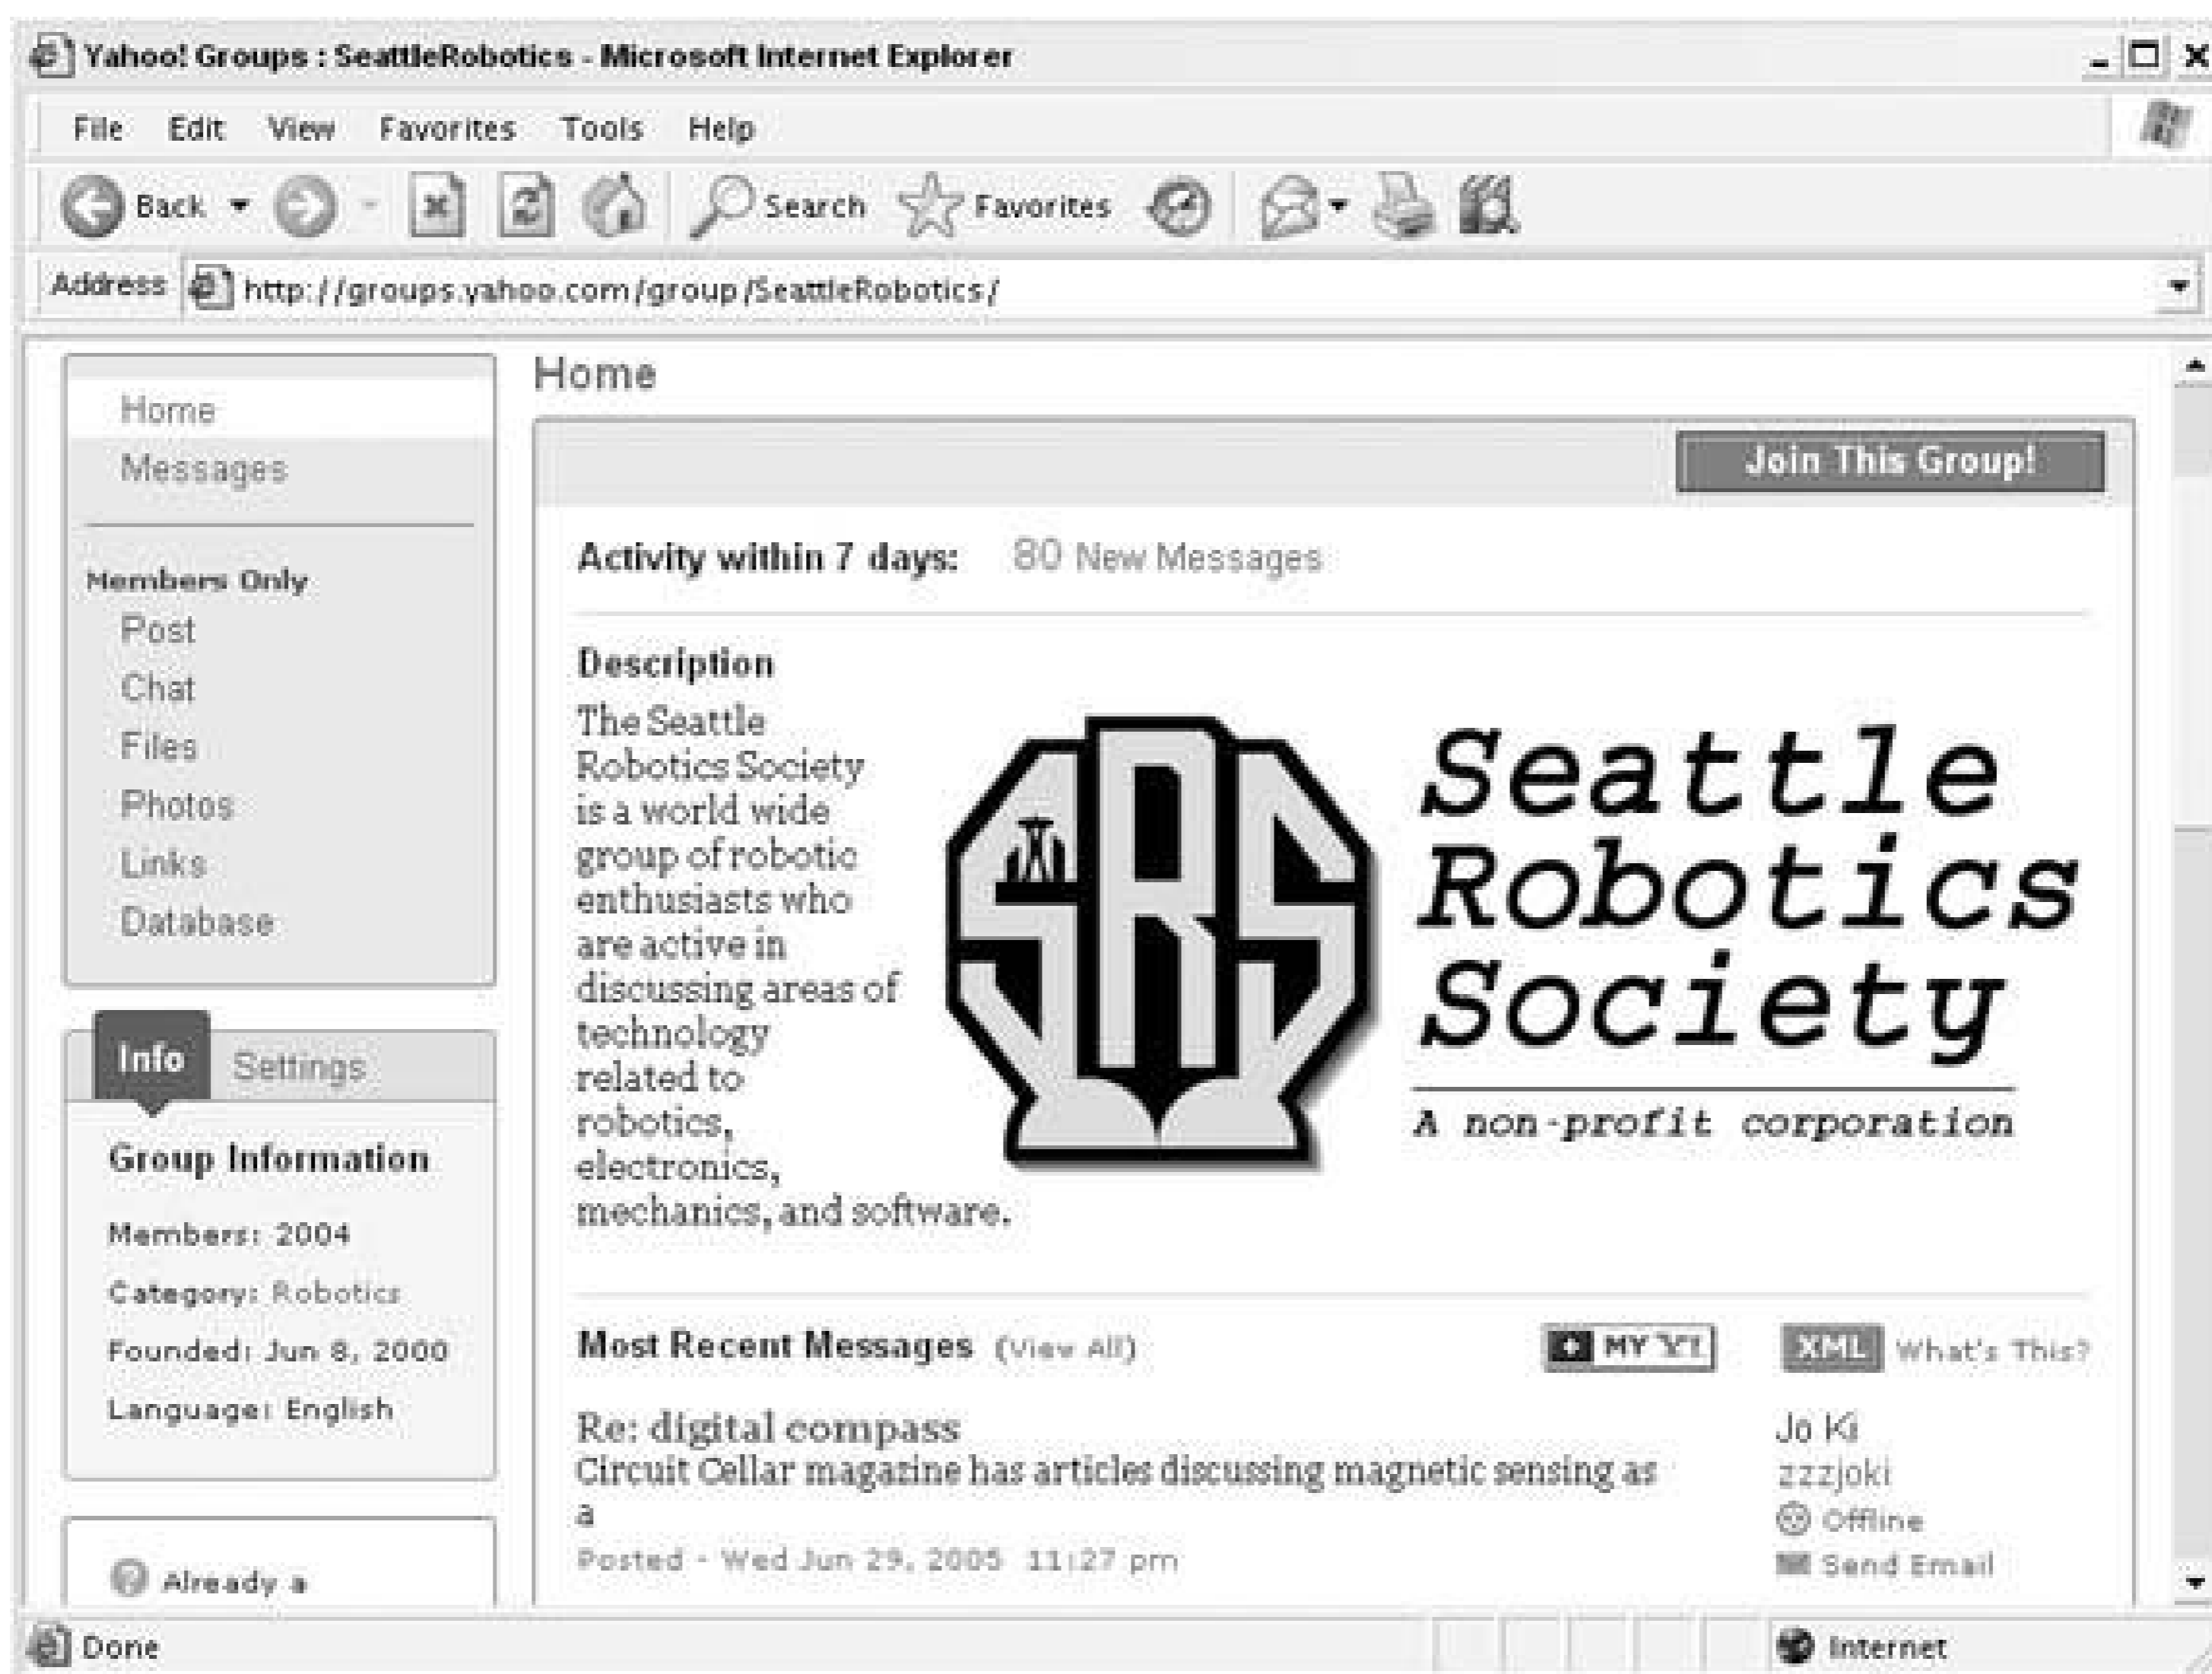 Yahoo! Groups : SeattleRobotics - Microsoft Internet Explorer
File Edit View Favorites Tools Help
Back Search Favorites
Address http://groups.yahoo.com/group/SeattleRobotics/
Home
Messages
Members Only
Post
Chat
Files
Photos
Links
Database
Info Settings
Group Information
Members: 2004
Category: Robotics
Founded: Jun 8, 2000
Language: English
Already a
Home
Join This Group!
Activity within 7 days: 80 New Messages
Description
The Seattle
Robotics Society
is a world wide
group of robotic
enthusiasts who
are active in
discussing areas of
technology
related to
robotics,
electronics,
mechanics, and software.
SRS
Seattle
Robotics
Society
A non-profit corporation
Most Recent Messages (View All) MY Y! XML What's This?
Re: digital compass
Circuit Cellar magazine has articles discussing magnetic sensing as
a
Posted - Wed Jun 29, 2005 11:27 pm
Jo Ki
zzzjoki
Offline
Send Email
Done Internet